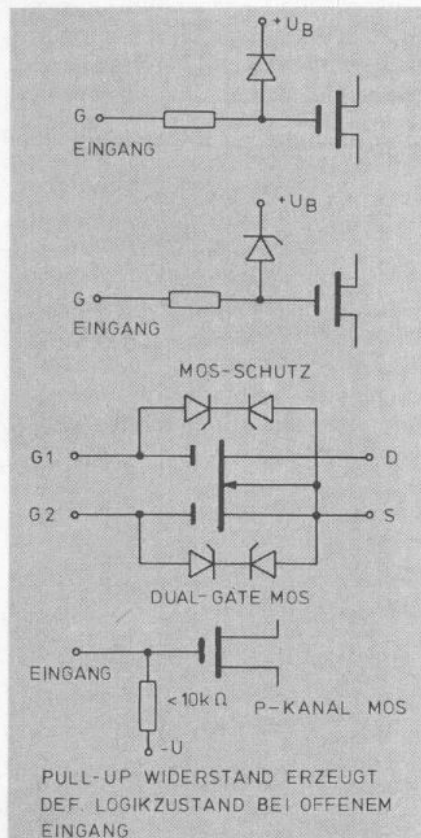 +UB
G
EINGANG
+UB
G
EINGANG
MOS-SCHUTZ
G1
D
G2
S
DUAL-GATE MOS
EINGANG
<10kΩ
P-KANAL MOS
-U
PULL-UP WIDERSTAND ERZEUGT
DEF. LOGIKZUSTAND BEI OFFENEM
EINGANG